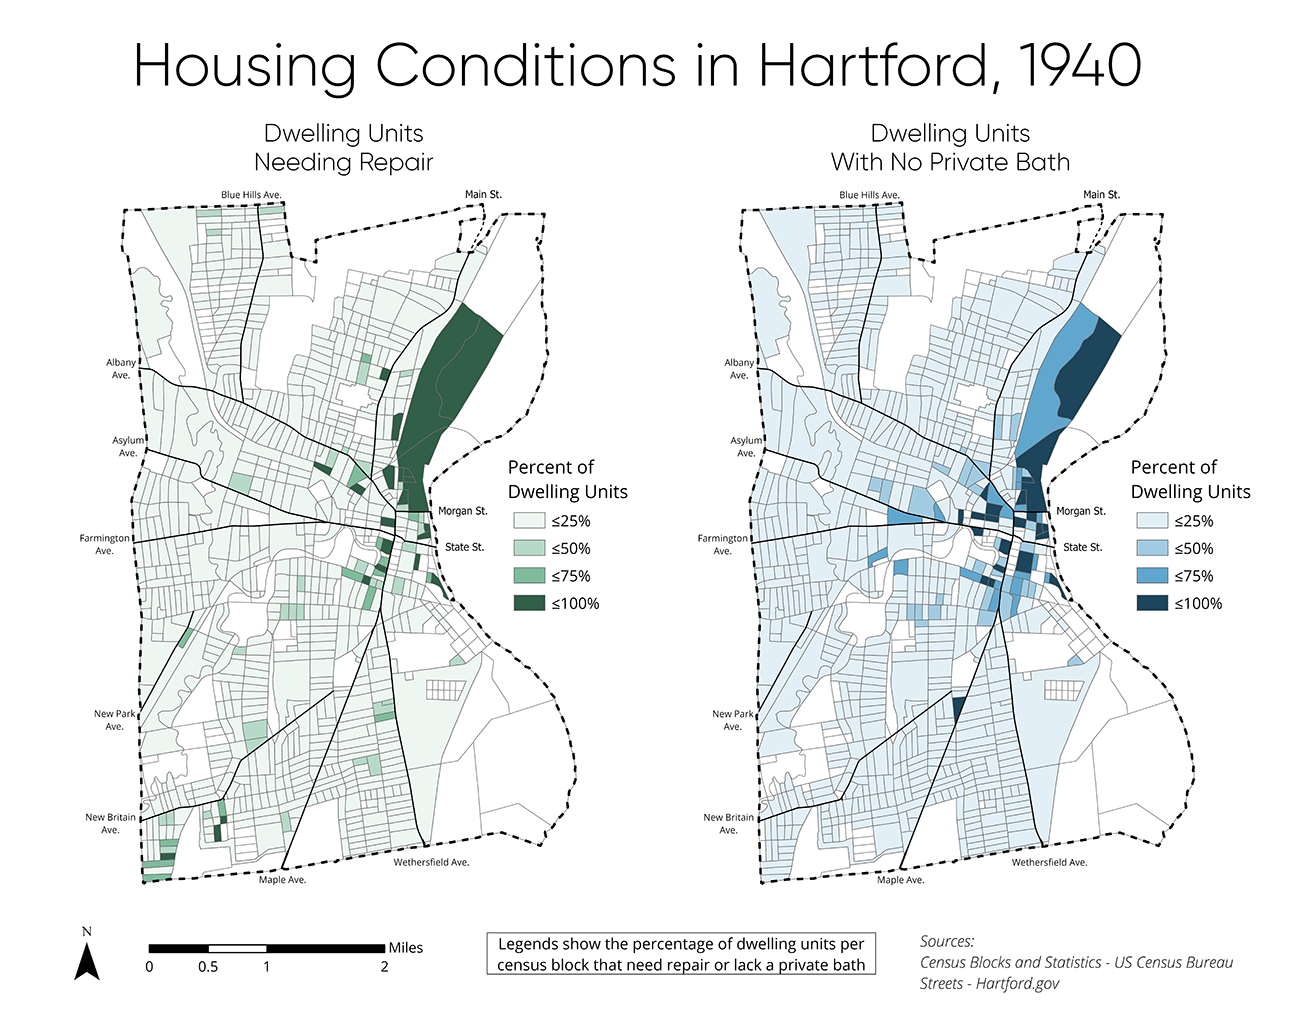 Housing Conditions in Hartford, 1940
Dwelling Units
Needing Repair
Blue Hills Ave.
Main St.
Albany
Ave.
Asylum
Ave.
Farmington
Ave.
New Park
Ave.
New Britain
Ave.
Maple Ave.
Wethersfield Ave.
Morgan St.
State St.
Percent of
Dwelling Units
≤25%
≤50%
≤75%
≤100%
Dwelling Units
With No Private Bath
Blue Hills Ave.
Main St.
Albany
Ave.
Asylum
Ave.
Farmington
Ave.
New Park
Ave.
New Britain
Ave.
Maple Ave.
Wethersfield Ave.
Morgan St.
State St.
Percent of
Dwelling Units
≤25%
≤50%
≤75%
≤100%
N
Miles
0 0.5 1 2
Legends show the percentage of dwelling units per
census block that need repair or lack a private bath
Sources:
Census Blocks and Statistics - US Census Bureau
Streets - Hartford.gov